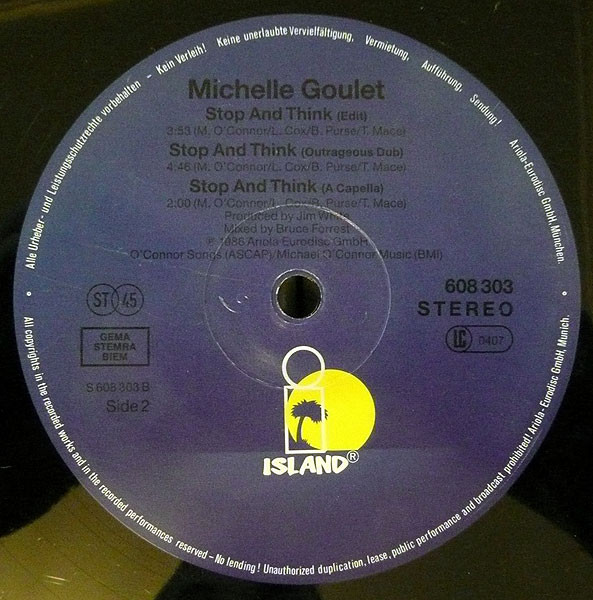 Alle Urheber- und Leistungsschutzrechte vorbehalten – Kein Verleih! Keine unerlaubte Vervielfältigung, Vermietung, Aufführung, Sendung! Ariola-Eurodisc GmbH, München.
Michelle Goulet
Stop And Think (Edit)
3:53 (M. O'Connor/L. Cox/B. Purse/T. Mace)
Stop And Think (Outrageous Dub)
4:46 (M. O'Connor/L. Cox/B. Purse/T. Mace)
Stop And Think (A Capella)
2:00 (M. O'Connor/L. Cox/B. Purse/T. Mace)
Produced by Jim White
Mixed by Bruce Forrest
℗ 1986 Ariola-Eurodisc GmbH
O'Connor Songs (ASCAP)/Michael O'Connor Music (BMI)
ST 45
608 303
STEREO
GEMA
STEMRA
BIEM
LC 0407
S 608 303 B
Side 2
ISLAND®
All copyrights in the recorded works and in the recorded performances reserved – No lending! Unauthorized duplication, lease, public performance and broadcast prohibited! Ariola-Eurodisc GmbH, Munich.